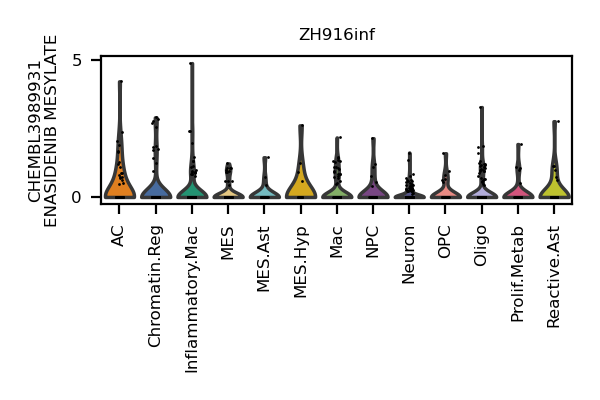 ZH916inf
CHEMBL3989931
ENASIDENIB MESYLATE
5
0
AC
Chromatin.Reg
Inflammatory.Mac
MES
MES.Ast
MES.Hyp
Mac
NPC
Neuron
OPC
Oligo
Prolif.Metab
Reactive.Ast